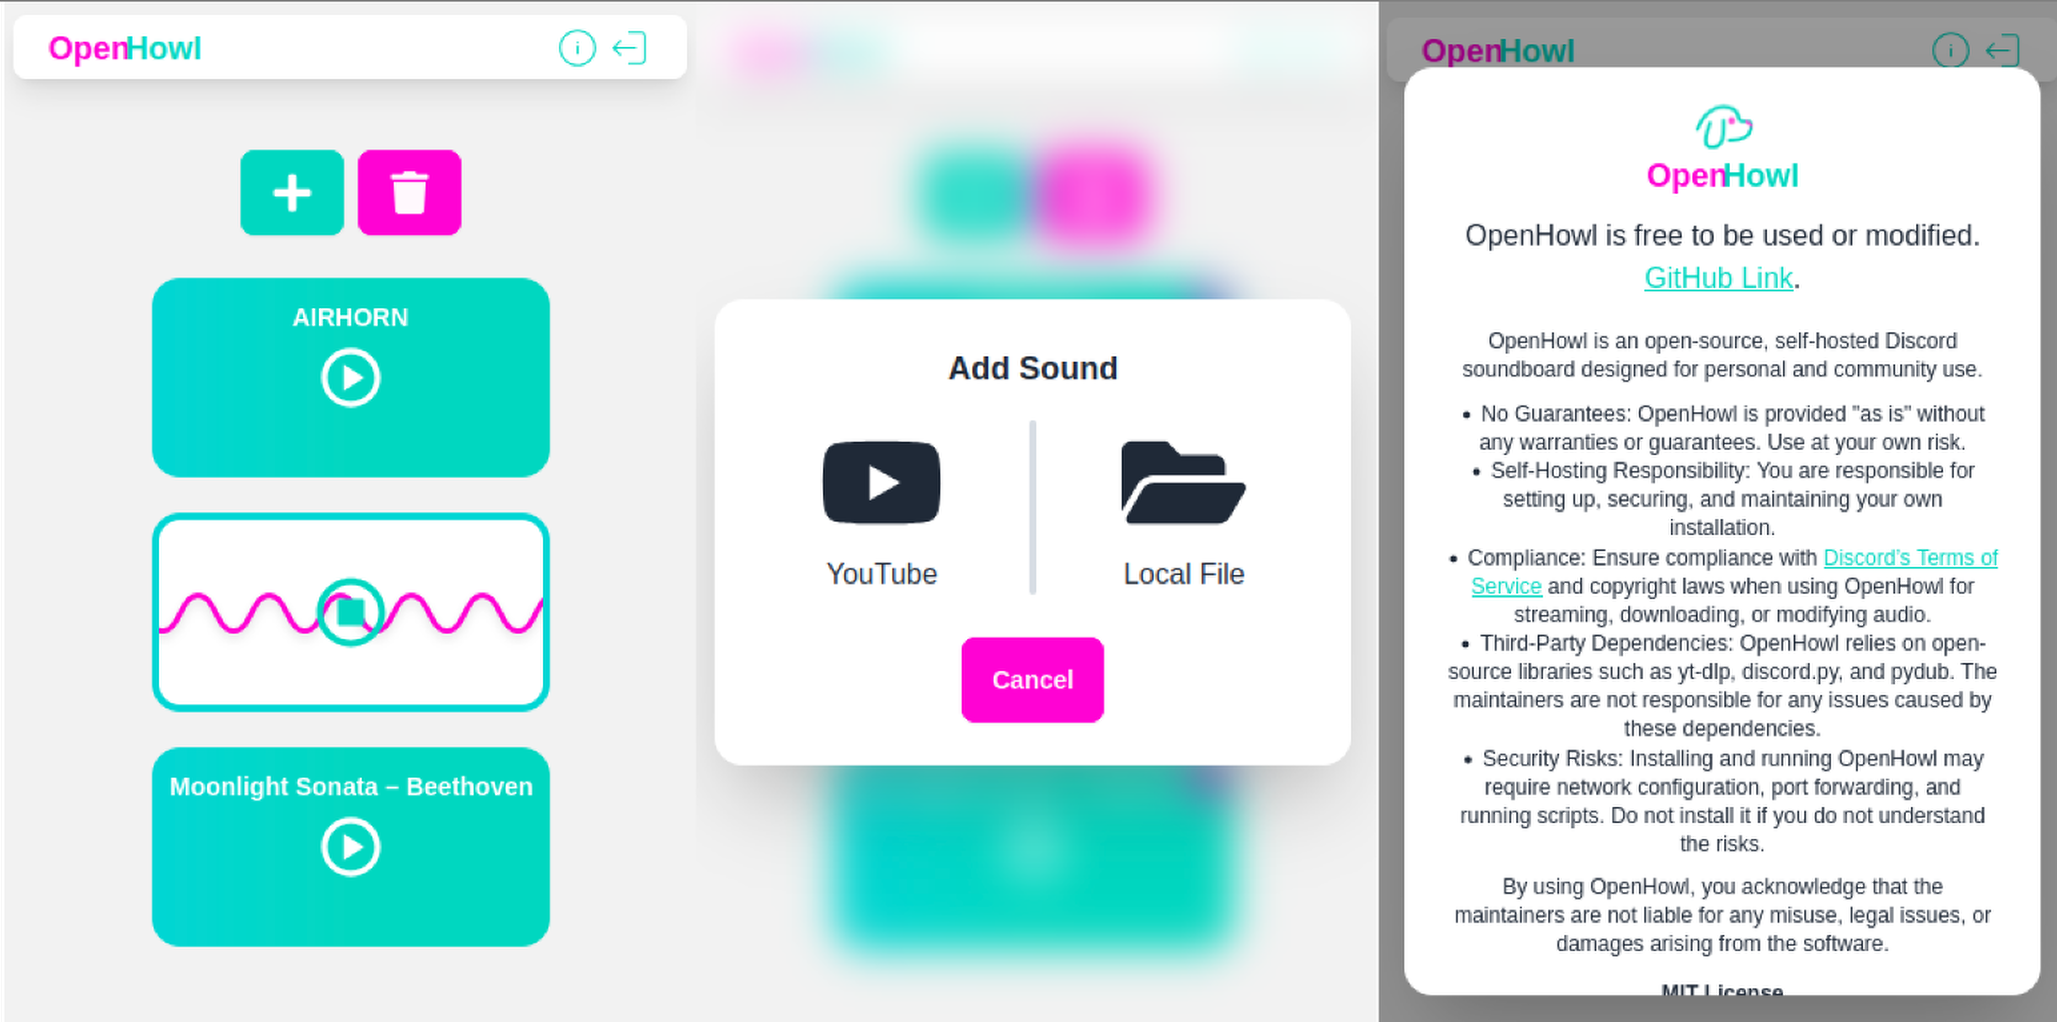 OpenHowl
AIRHORN
Moonlight Sonata – Beethoven
Add Sound
YouTube
Local File
Cancel
OpenHowl
OpenHowl
OpenHowl is free to be used or modified.
GitHub Link.
OpenHowl is an open-source, self-hosted Discord
soundboard designed for personal and community use.
• No Guarantees: OpenHowl is provided "as is" without
any warranties or guarantees. Use at your own risk.
• Self-Hosting Responsibility: You are responsible for
setting up, securing, and maintaining your own
installation.
• Compliance: Ensure compliance with Discord's Terms of
Service and copyright laws when using OpenHowl for
streaming, downloading, or modifying audio.
• Third-Party Dependencies: OpenHowl relies on open-
source libraries such as yt-dlp, discord.py, and pydub. The
maintainers are not responsible for any issues caused by
these dependencies.
• Security Risks: Installing and running OpenHowl may
require network configuration, port forwarding, and
running scripts. Do not install it if you do not understand
the risks.
By using OpenHowl, you acknowledge that the
maintainers are not liable for any misuse, legal issues, or
damages arising from the software.
MIT License